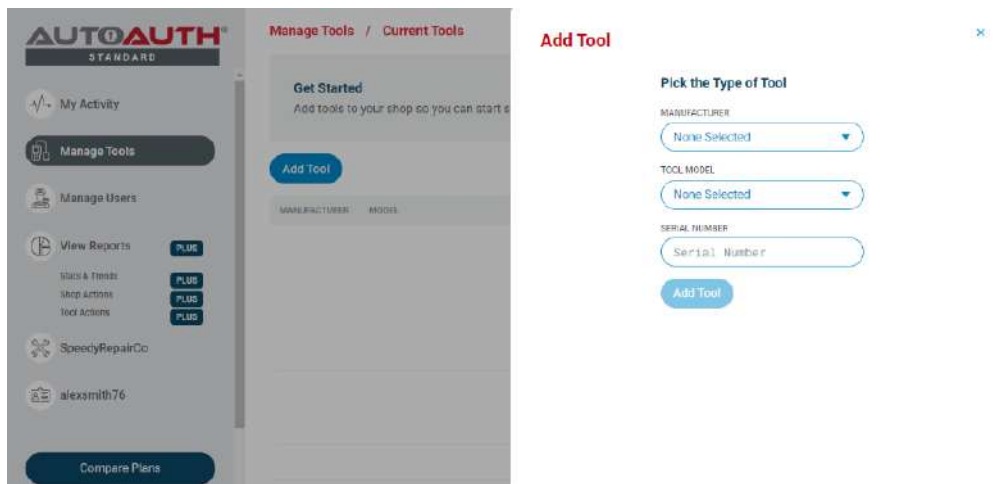 AUTOAUTH®
STANDARD
My Activity
Manage Tools
Manage Users
View Reports PLUS
Stats & Trends PLUS
Shop Actions PLUS
Tool Actions PLUS
SpeedyRepairCo
alexsmith76
Compare Plans
Manage Tools / Current Tools
Get Started
Add tools to your shop so you can start s
Add Tool
MANUFACTURER MODEL
Add Tool
×
Pick the Type of Tool
MANUFACTURER
None Selected
TOOL MODEL
None Selected
SERIAL NUMBER
Serial Number
Add Tool